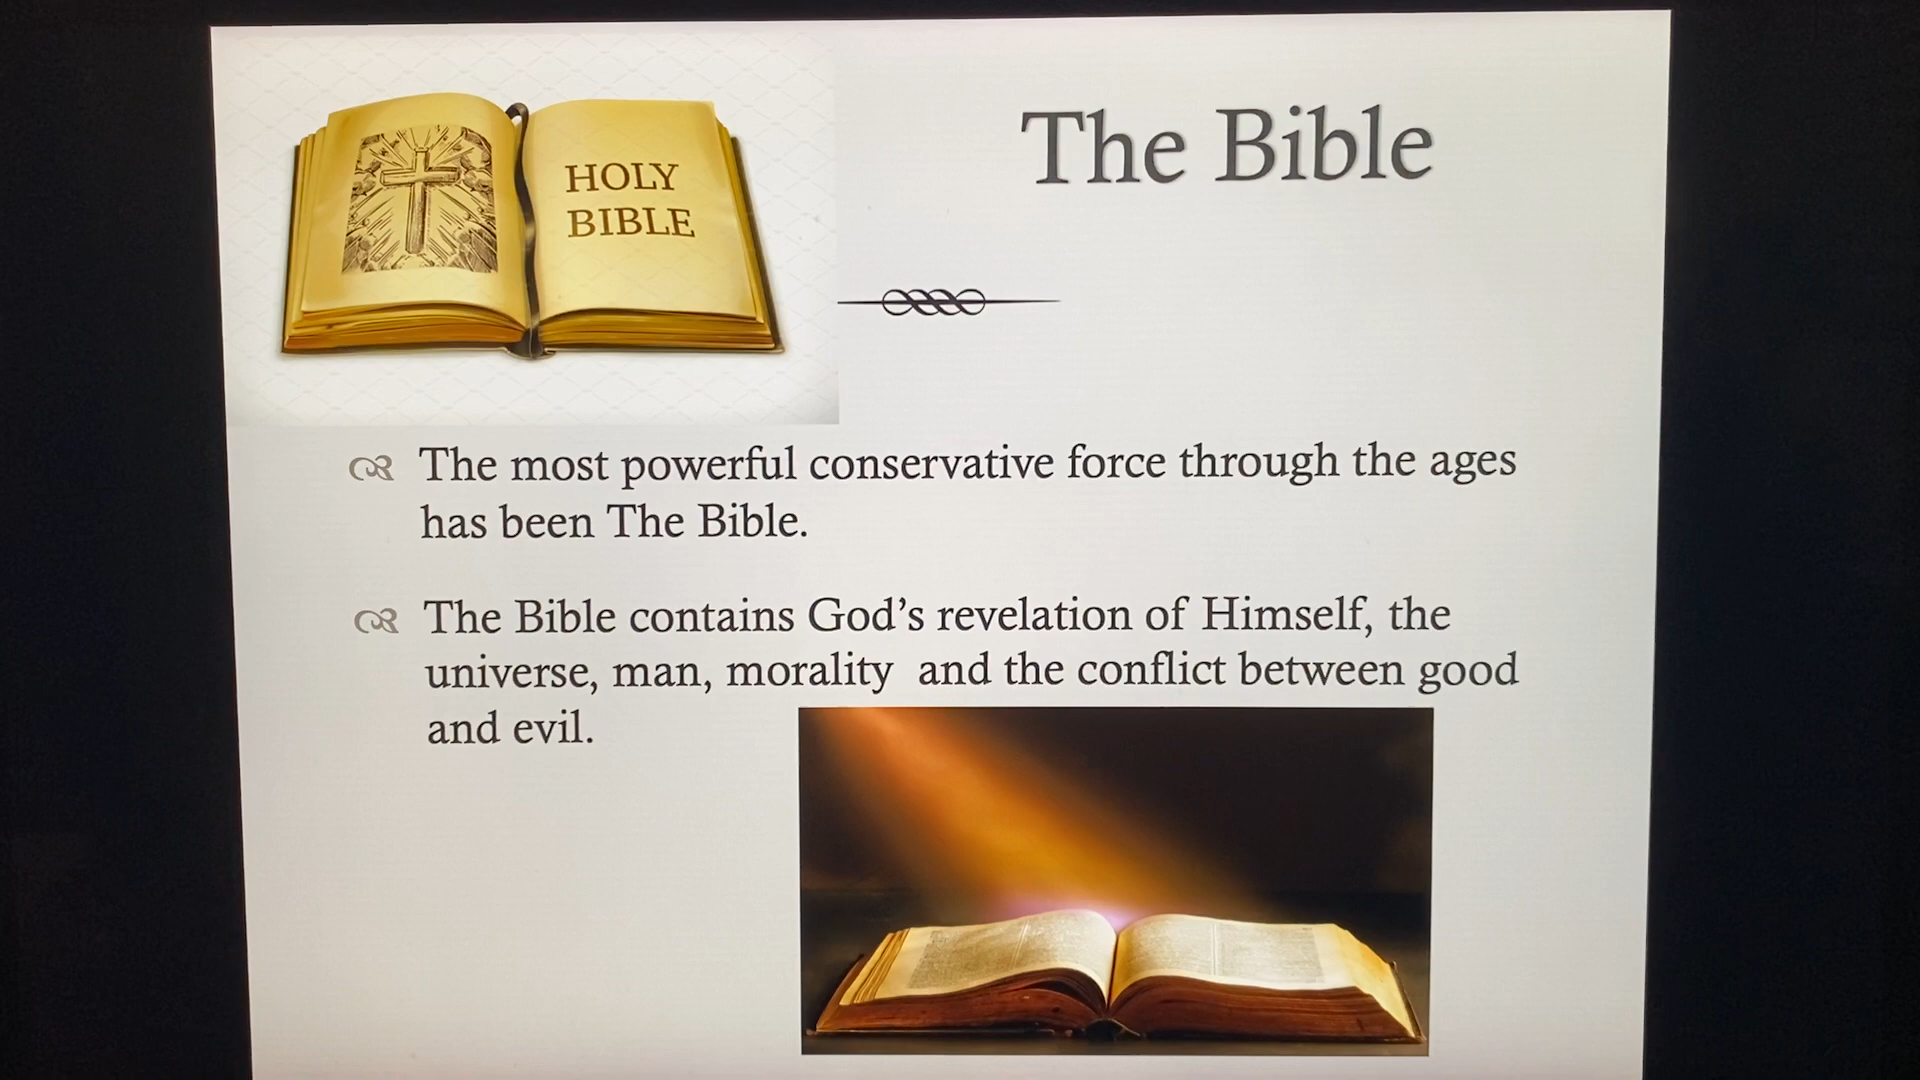 HOLY
BIBLE
The Bible
The most powerful conservative force through the ages
has been The Bible.
The Bible contains God’s revelation of Himself, the
universe, man, morality  and the conflict between good
and evil.